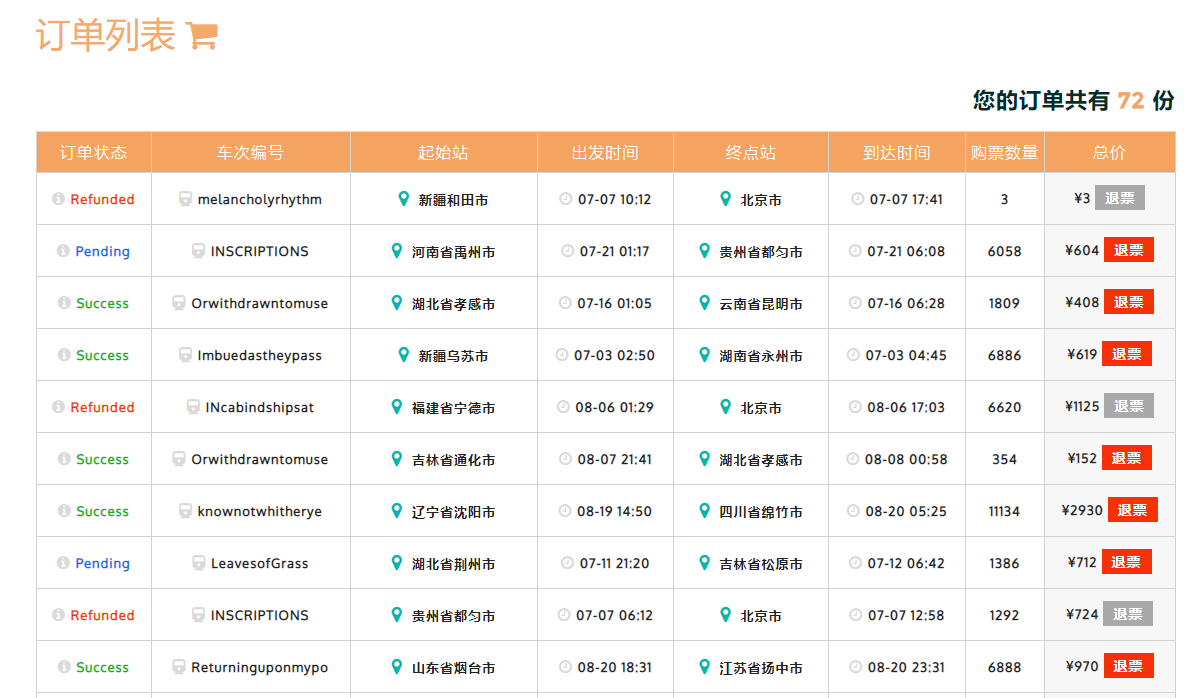 订单列表
您的订单共有 72 份
订单状态 车次编号 起始站 出发时间 终点站 到达时间 购票数量 总价
Refunded melancholyrhythm 新疆和田市 07-07 10:12 北京市 07-07 17:41 3 ¥3 退票
Pending INSCRIPTIONS 河南省禹州市 07-21 01:17 贵州省都匀市 07-21 06:08 6058 ¥604 退票
Success Orwithdrawntomuse 湖北省孝感市 07-16 01:05 云南省昆明市 07-16 06:28 1809 ¥408 退票
Success Imbuedastheypass 新疆乌苏市 07-03 02:50 湖南省永州市 07-03 04:45 6886 ¥619 退票
Refunded INcabindshipsat 福建省宁德市 08-06 01:29 北京市 08-06 17:03 6620 ¥1125 退票
Success Orwithdrawntomuse 吉林省通化市 08-07 21:41 湖北省孝感市 08-08 00:58 354 ¥152 退票
Success knownotwhitherye 辽宁省沈阳市 08-19 14:50 四川省绵竹市 08-20 05:25 11134 ¥2930 退票
Pending LeavesofGrass 湖北省荆州市 07-11 21:20 吉林省松原市 07-12 06:42 1386 ¥712 退票
Refunded INSCRIPTIONS 贵州省都匀市 07-07 06:12 北京市 07-07 12:58 1292 ¥724 退票
Success Returninguponmypo 山东省烟台市 08-20 18:31 江苏省扬中市 08-20 23:31 6888 ¥970 退票